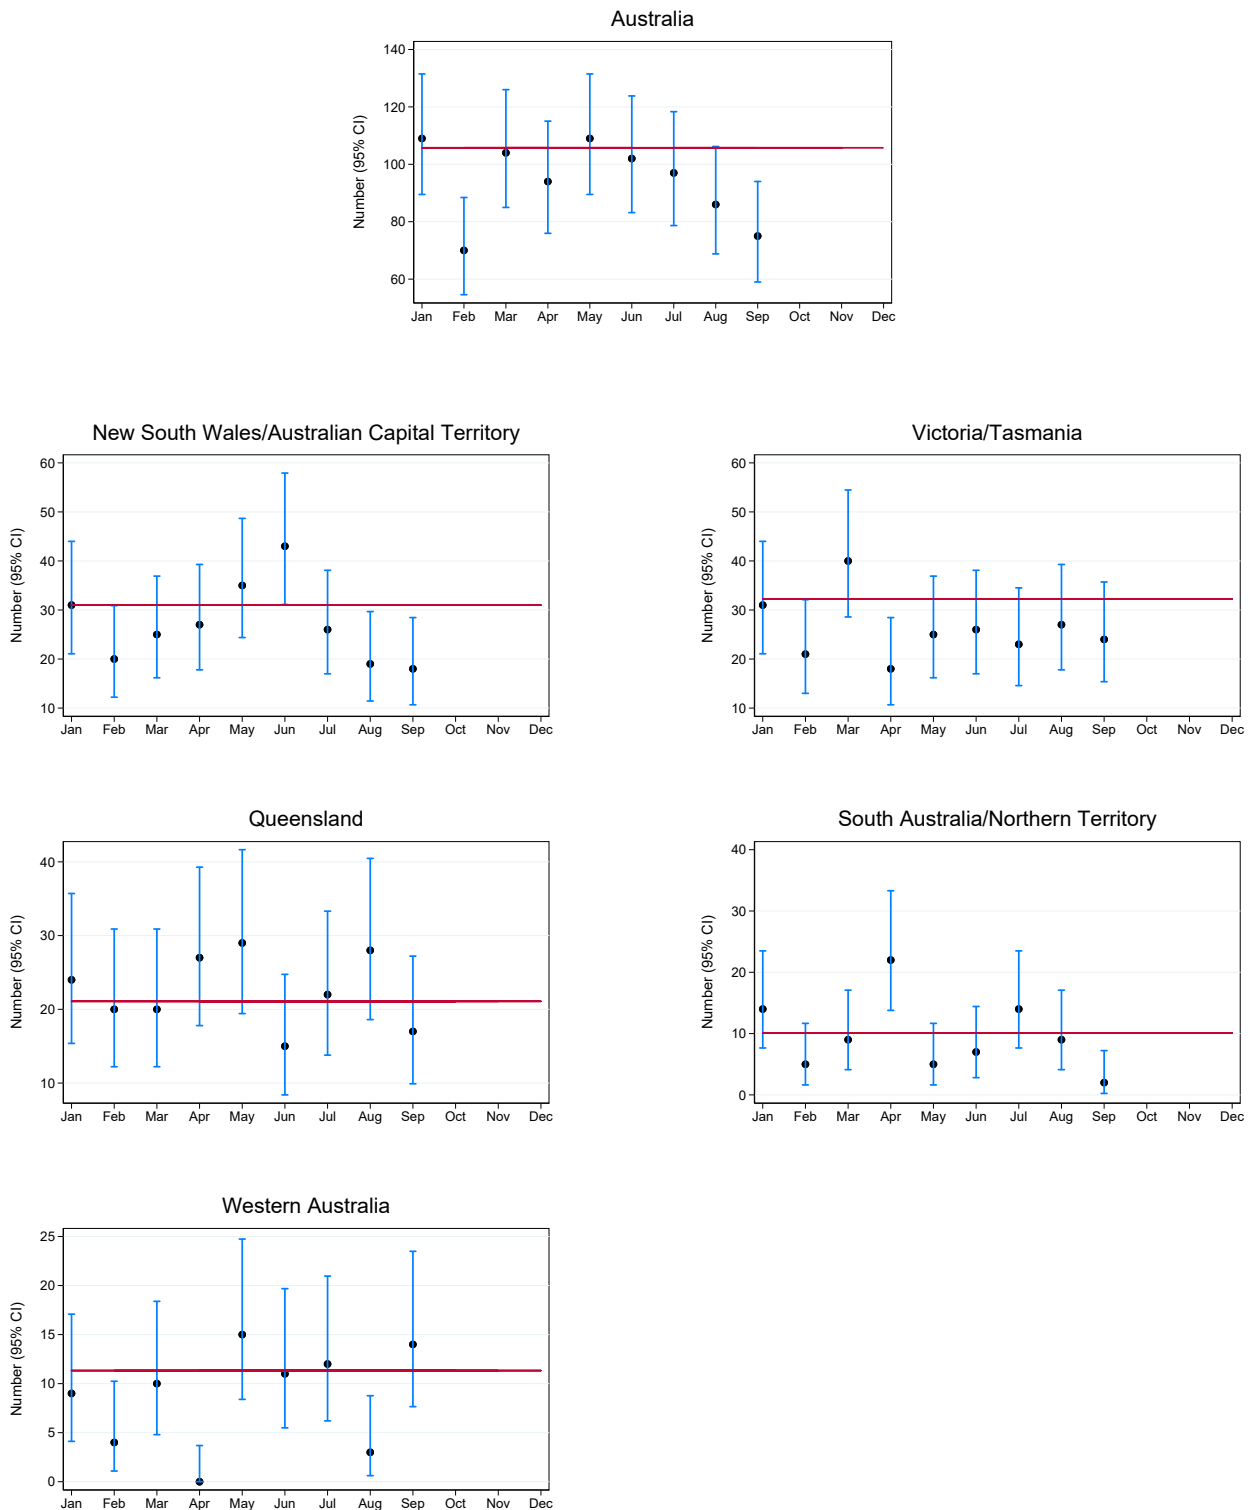 Australia
Number (95% CI)
140
120
100
80
60
Jan Feb Mar Apr May Jun Jul Aug Sep Oct Nov Dec
New South Wales/Australian Capital Territory
Number (95% CI)
60
50
40
30
20
10
Jan Feb Mar Apr May Jun Jul Aug Sep Oct Nov Dec
Victoria/Tasmania
Number (95% CI)
60
50
40
30
20
10
Jan Feb Mar Apr May Jun Jul Aug Sep Oct Nov Dec
Queensland
Number (95% CI)
40
30
20
10
Jan Feb Mar Apr May Jun Jul Aug Sep Oct Nov Dec
South Australia/Northern Territory
Number (95% CI)
40
30
20
10
0
Jan Feb Mar Apr May Jun Jul Aug Sep Oct Nov Dec
Western Australia
Number (95% CI)
25
20
15
10
5
0
Jan Feb Mar Apr May Jun Jul Aug Sep Oct Nov Dec